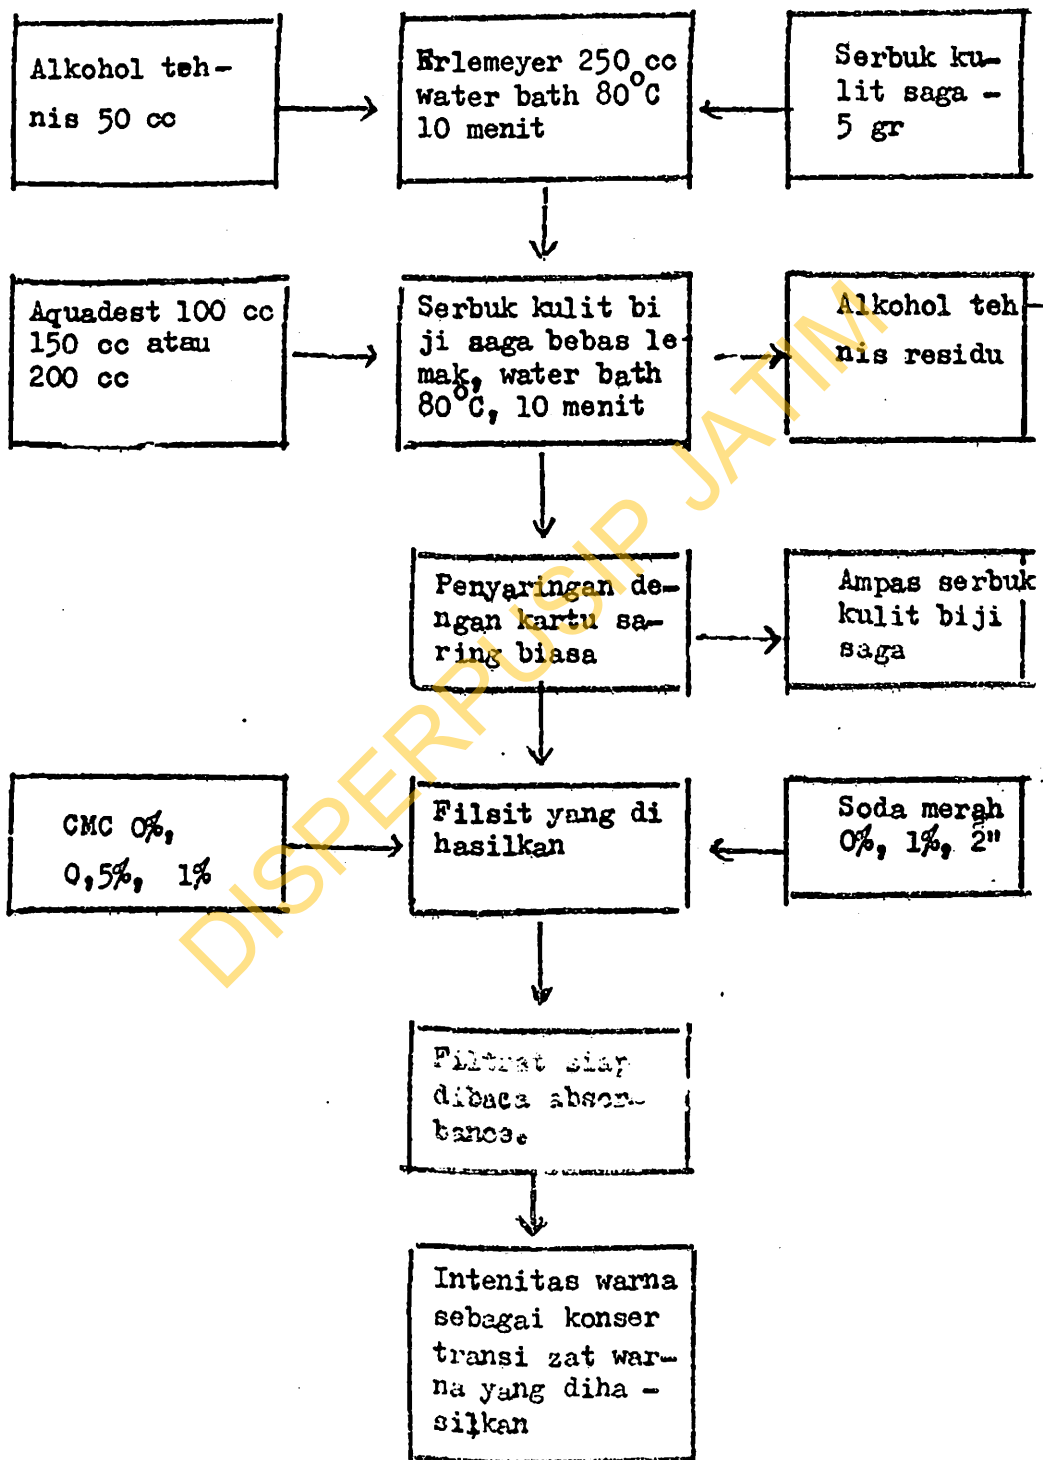 Alkohol teh-
nis 50 cc
Erlemeyer 250 cc
water bath 80°C
10 menit
Serbuk ku-
lit saga -
5 gr
Aquadest 100 cc
150 cc atau
200 cc
Serbuk kulit bi
ji saga bebas le-
mak, water bath
80°C, 10 menit
Alkohol teh-
nis residu
Penyaringan de-
ngan kartu sa-
ring biasa
Ampas serbuk
kulit biji
saga
CMC 0%,
0,5%, 1%
Filsit yang di
hasilkan
Soda merah
0%, 1%, 2"
Filtrat siap
dibaca absor-
bance.
Intenitas warna
sebagai konser
transi zat war-
na yang diha -
silkan
DISPERPUSIP JATIM